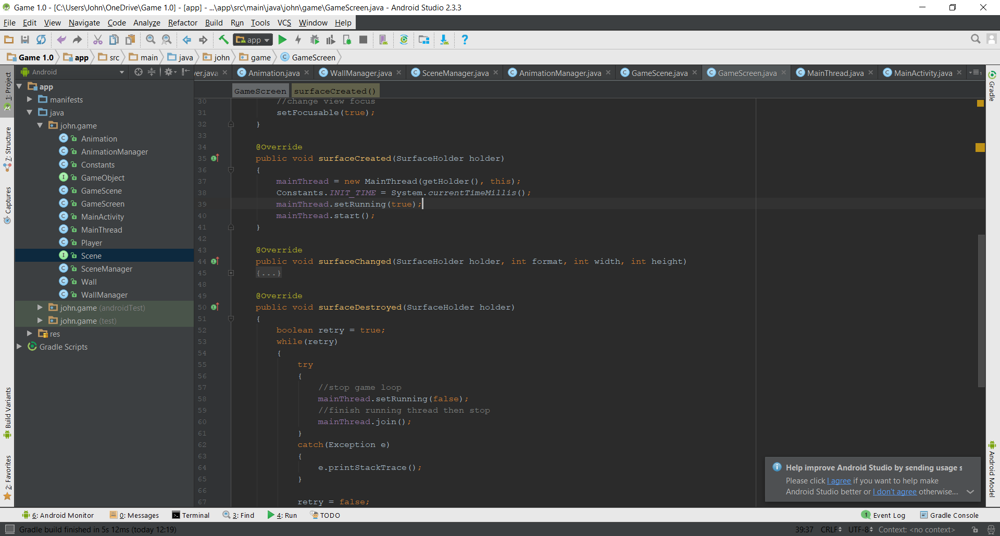 Game 1.0 - [C:\Users\John\OneDrive\Game 1.0] - [app] - ...\app\src\main\java\john\game\GameScreen.java - Android Studio 2.3.3
File Edit View Navigate Code Analyze Refactor Build Run Tools VCS Window Help
app
Game 1.0 app src main java john game GameScreen
Android
ver.java Animation.java WallManager.java SceneManager.java AnimationManager.java GameScene.java GameScreen.java MainThread.java MainActivity.java
GameScreen surfaceCreated()
1: Project
7: Structure
Captures
Build Variants
2: Favorites
app
manifests
java
john.game
Animation
AnimationManager
Constants
GameObject
GameScene
GameScreen
MainActivity
MainThread
Player
Scene
SceneManager
Wall
WallManager
john.game (androidTest)
john.game (test)
res
Gradle Scripts
30 //change view focus
31 setFocusable(true);
32 }
33
34 @Override
35 public void surfaceCreated(SurfaceHolder holder)
36 {
37 mainThread = new MainThread(getHolder(), this);
38 Constants.INIT_TIME = System.currentTimeMillis();
39 mainThread.setRunning(true);
40 mainThread.start();
41 }
42
43 @Override
44 public void surfaceChanged(SurfaceHolder holder, int format, int width, int height)
45 {...}
48
49 @Override
50 public void surfaceDestroyed(SurfaceHolder holder)
51 {
52 boolean retry = true;
53 while(retry)
54 {
55 try
56 {
57 //stop game loop
58 mainThread.setRunning(false);
59 //finish running thread then stop
60 mainThread.join();
61 }
62 catch(Exception e)
63 {
64 e.printStackTrace();
65 }
66
67 retry = false;
Gradle
Android Model
Help improve Android Studio by sending usage s
Please click I agree if you want to help make
Android Studio better or I don't agree otherwise....
6: Android Monitor 0: Messages Terminal 3: Find 4: Run TODO 1 Event Log Gradle Console
Gradle build finished in 5s 12ms (today 12:19) 39:37 CRLF UTF-8 Context: <no context>